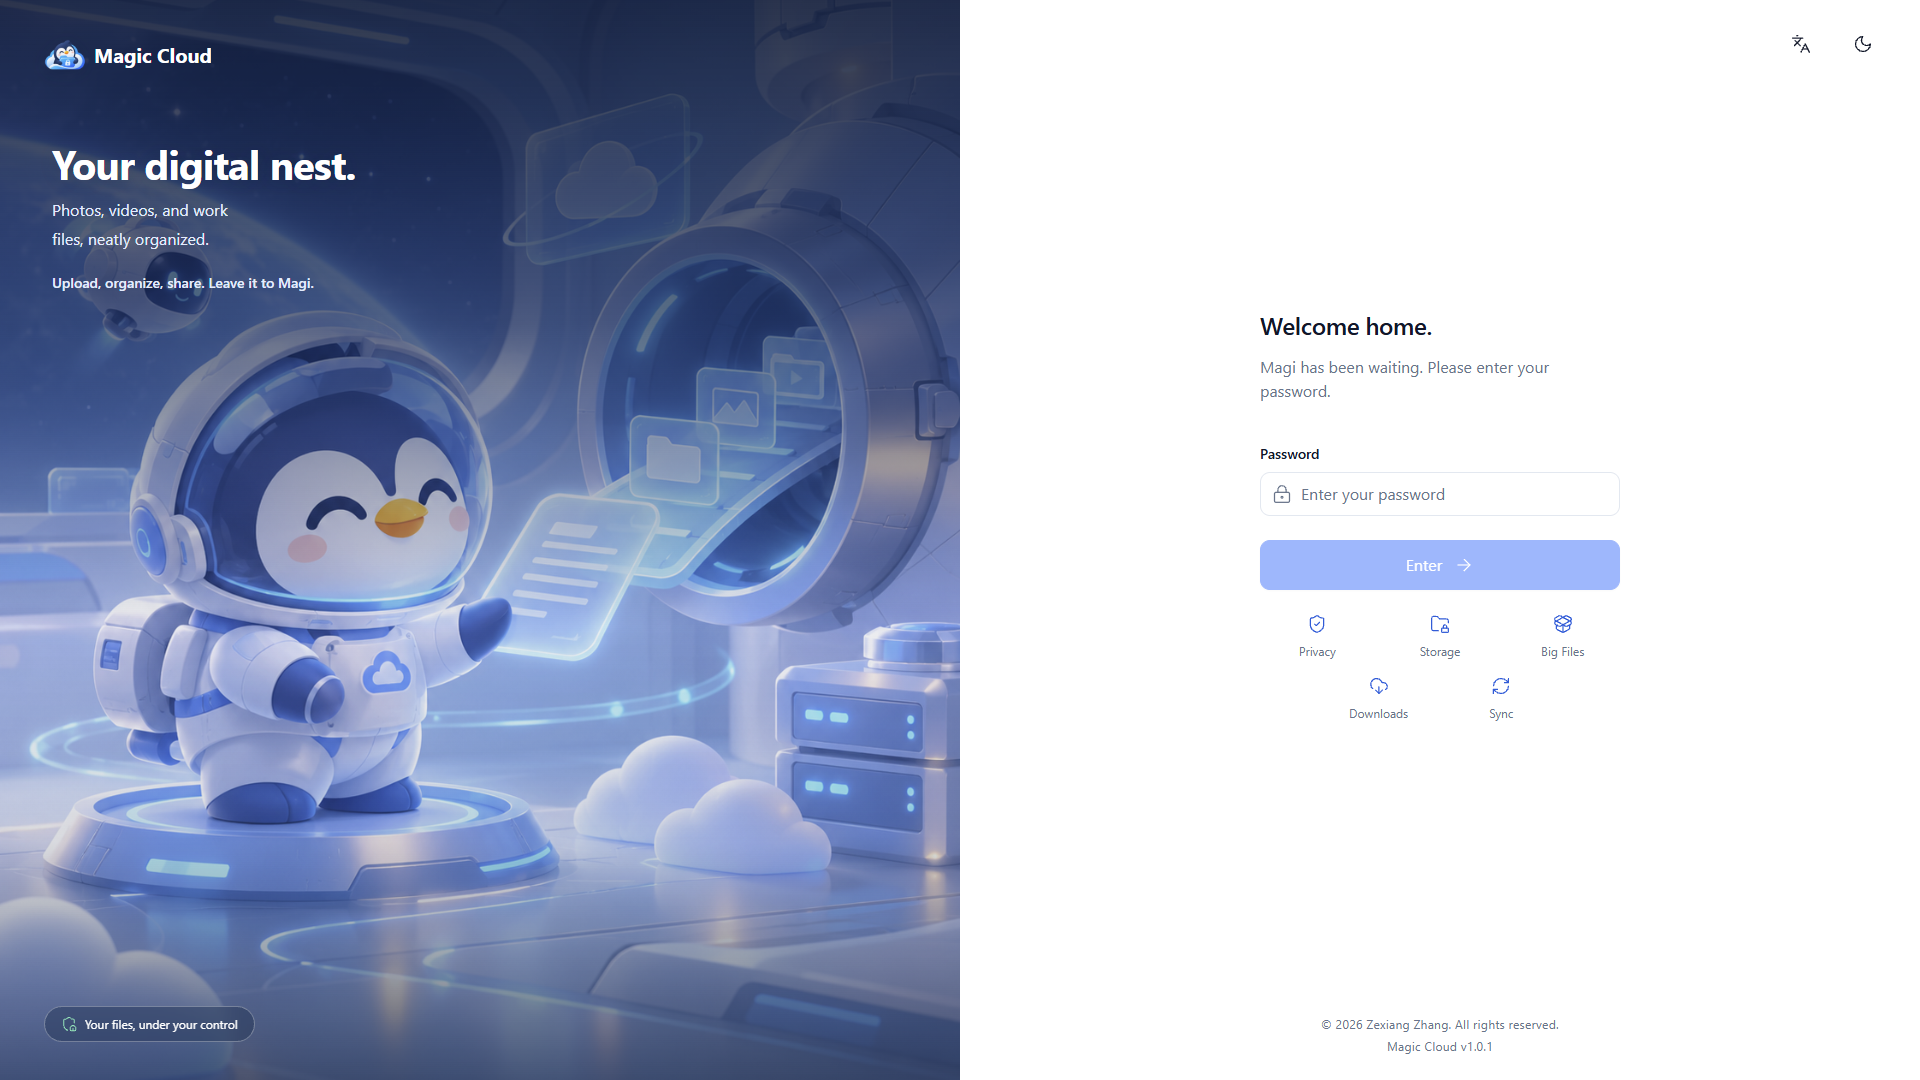 Magic Cloud
Your digital nest.
Photos, videos, and work
files, neatly organized.
Upload, organize, share. Leave it to Magi.
Your files, under your control
Welcome home.
Magi has been waiting. Please enter your
password.
Password
Enter your password
Enter
Privacy
Storage
Big Files
Downloads
Sync
© 2026 Zexiang Zhang. All rights reserved.
Magic Cloud v1.0.1